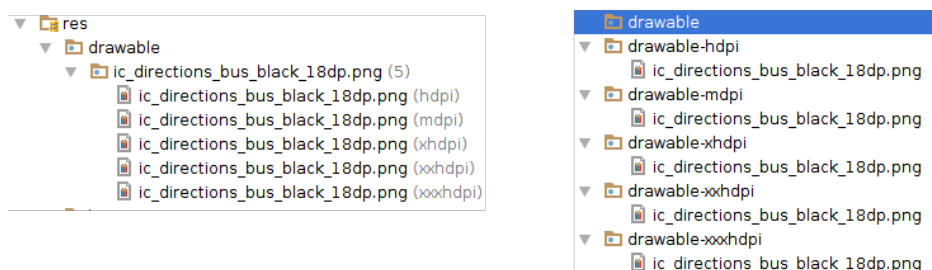 res
drawable
ic_directions_bus_black_18dp.png (5)
ic_directions_bus_black_18dp.png (hdpi)
ic_directions_bus_black_18dp.png (mdpi)
ic_directions_bus_black_18dp.png (xhdpi)
ic_directions_bus_black_18dp.png (xxhdpi)
ic_directions_bus_black_18dp.png (xxxhdpi)
drawable
drawable-hdpi
ic_directions_bus_black_18dp.png
drawable-mdpi
ic_directions_bus_black_18dp.png
drawable-xhdpi
ic_directions_bus_black_18dp.png
drawable-xxhdpi
ic_directions_bus_black_18dp.png
drawable-xxxhdpi
ic_directions_bus_black_18dp.png